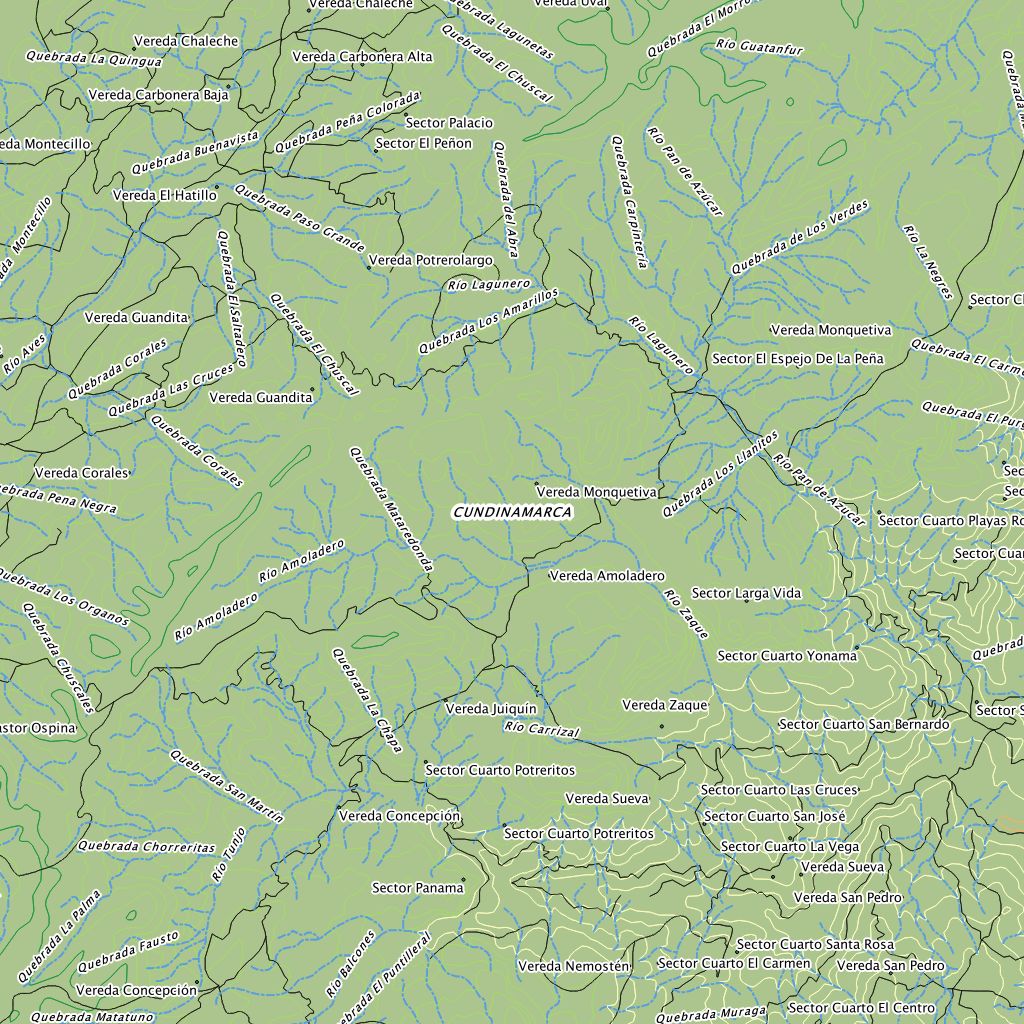 Vereda Chaleche
Vereda Uval
Quebrada Lagunetas
Quebrada El Morro
Vereda Chaleche
Río Guatanfur
Quebrada La Quingua
Vereda Carbonera Alta
Quebrada El Chuscal
Vereda Carbonera Baja
Quebrada Peña Colorada
Sector Palacio
Quebrada Buenavista
Sector El Peñon
Río Pan de Azúcar
Quebrada Carpintería
Quebrada del Abra
Vereda El Hatillo
Quebrada Paso Grande
Quebrada de Los Verdes
Montecillo
Río La Negres
Vereda Potrerolargo
Quebrada El Saltadero
Río Lagunero
Quebrada El Chuscal
Quebrada Los Amarillos
Vereda Guandita
Río Lagunero
Vereda Monquetiva
Río Aves
Quebrada Corales
Sector El Espejo De La Peña
Quebrada Las Cruces
Vereda Guandita
Quebrada Corales
Vereda Corales
Quebrada Mataredonda
Quebrada Los Llanitos
Río Pan de Azucar
Vereda Monquetiva
Pena Negra
CUNDINAMARCA
Sector Cuarto Playas
Río Amoladero
Vereda Amoladero
Quebrada Los Organos
Río Amoladero
Sector Larga Vida
Río Zaque
Quebrada Chuscales
Sector Cuarto Yonama
Quebrada La Chapa
Vereda Juiquín
Vereda Zaque
Ospina
Río Carrizal
Sector Cuarto San Bernardo
Sector Cuarto Potreritos
Quebrada San Martín
Sector Cuarto Las Cruces
Vereda Sueva
Vereda Concepción
Sector Cuarto San José
Sector Cuarto Potreritos
Quebrada Chorreritas
Río Tunjo
Sector Cuarto La Vega
Vereda Sueva
Sector Panama
Vereda San Pedro
Quebrada La Palma
Quebrada Fausto
Río Balcones
Quebrada El Puntilleral
Sector Cuarto Santa Rosa
Vereda Nemostén
Sector Cuarto El Carmen
Vereda San Pedro
Vereda Concepción
Quebrada Matatuno
Quebrada Muraga
Sector Cuarto El Centro